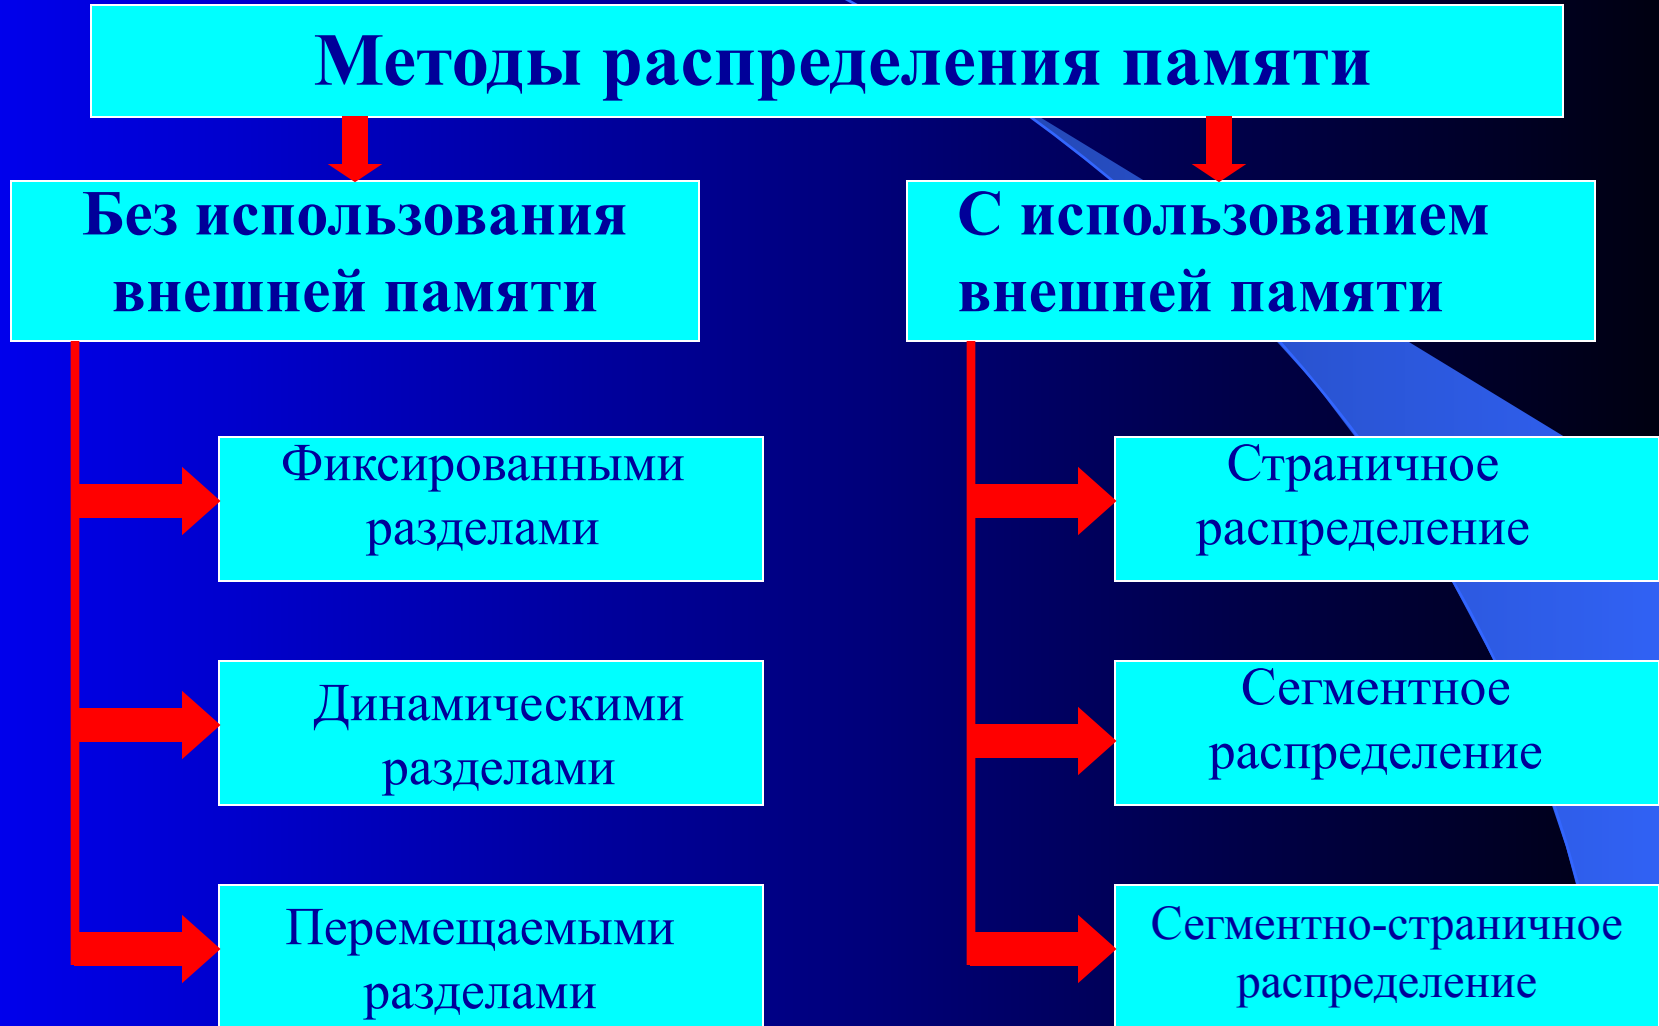 Методы распределения памяти
Без использования
внешней памяти
С использованием
внешней памяти
Фиксированными
разделами
Динамическими
разделами
Перемещаемыми
разделами
Страничное
распределение
Сегментное
распределение
Сегментно-страничное
распределение